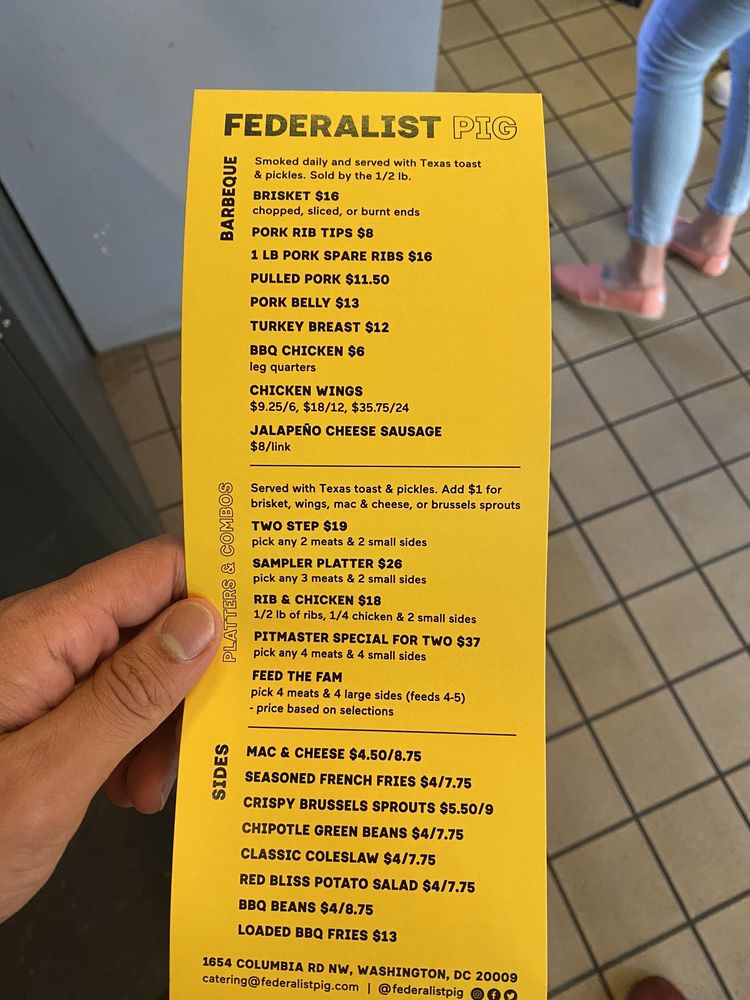 FEDERALIST PIG
BARBEQUE
Smoked daily and served with Texas toast
& pickles. Sold by the 1/2 lb.
BRISKET $16
chopped, sliced, or burnt ends
PORK RIB TIPS $8
1 LB PORK SPARE RIBS $16
PULLED PORK $11.50
PORK BELLY $13
TURKEY BREAST $12
BBQ CHICKEN $6
leg quarters
CHICKEN WINGS
$9.25/6, $18/12, $35.75/24
JALAPEÑO CHEESE SAUSAGE
$8/link
PLATTERS & COMBOS
Served with Texas toast & pickles. Add $1 for
brisket, wings, mac & cheese, or brussels sprouts
TWO STEP $19
pick any 2 meats & 2 small sides
SAMPLER PLATTER $26
pick any 3 meats & 2 small sides
RIB & CHICKEN $18
1/2 lb of ribs, 1/4 chicken & 2 small sides
PITMASTER SPECIAL FOR TWO $37
pick any 4 meats & 4 small sides
FEED THE FAM
pick 4 meats & 4 large sides (feeds 4-5)
- price based on selections
SIDES
MAC & CHEESE $4.50/8.75
SEASONED FRENCH FRIES $4/7.75
CRISPY BRUSSELS SPROUTS $5.50/9
CHIPOTLE GREEN BEANS $4/7.75
CLASSIC COLESLAW $4/7.75
RED BLISS POTATO SALAD $4/7.75
BBQ BEANS $4/8.75
LOADED BBQ FRIES $13
1654 COLUMBIA RD NW, WASHINGTON, DC 20009
catering@federalistpig.com | @federalistpig